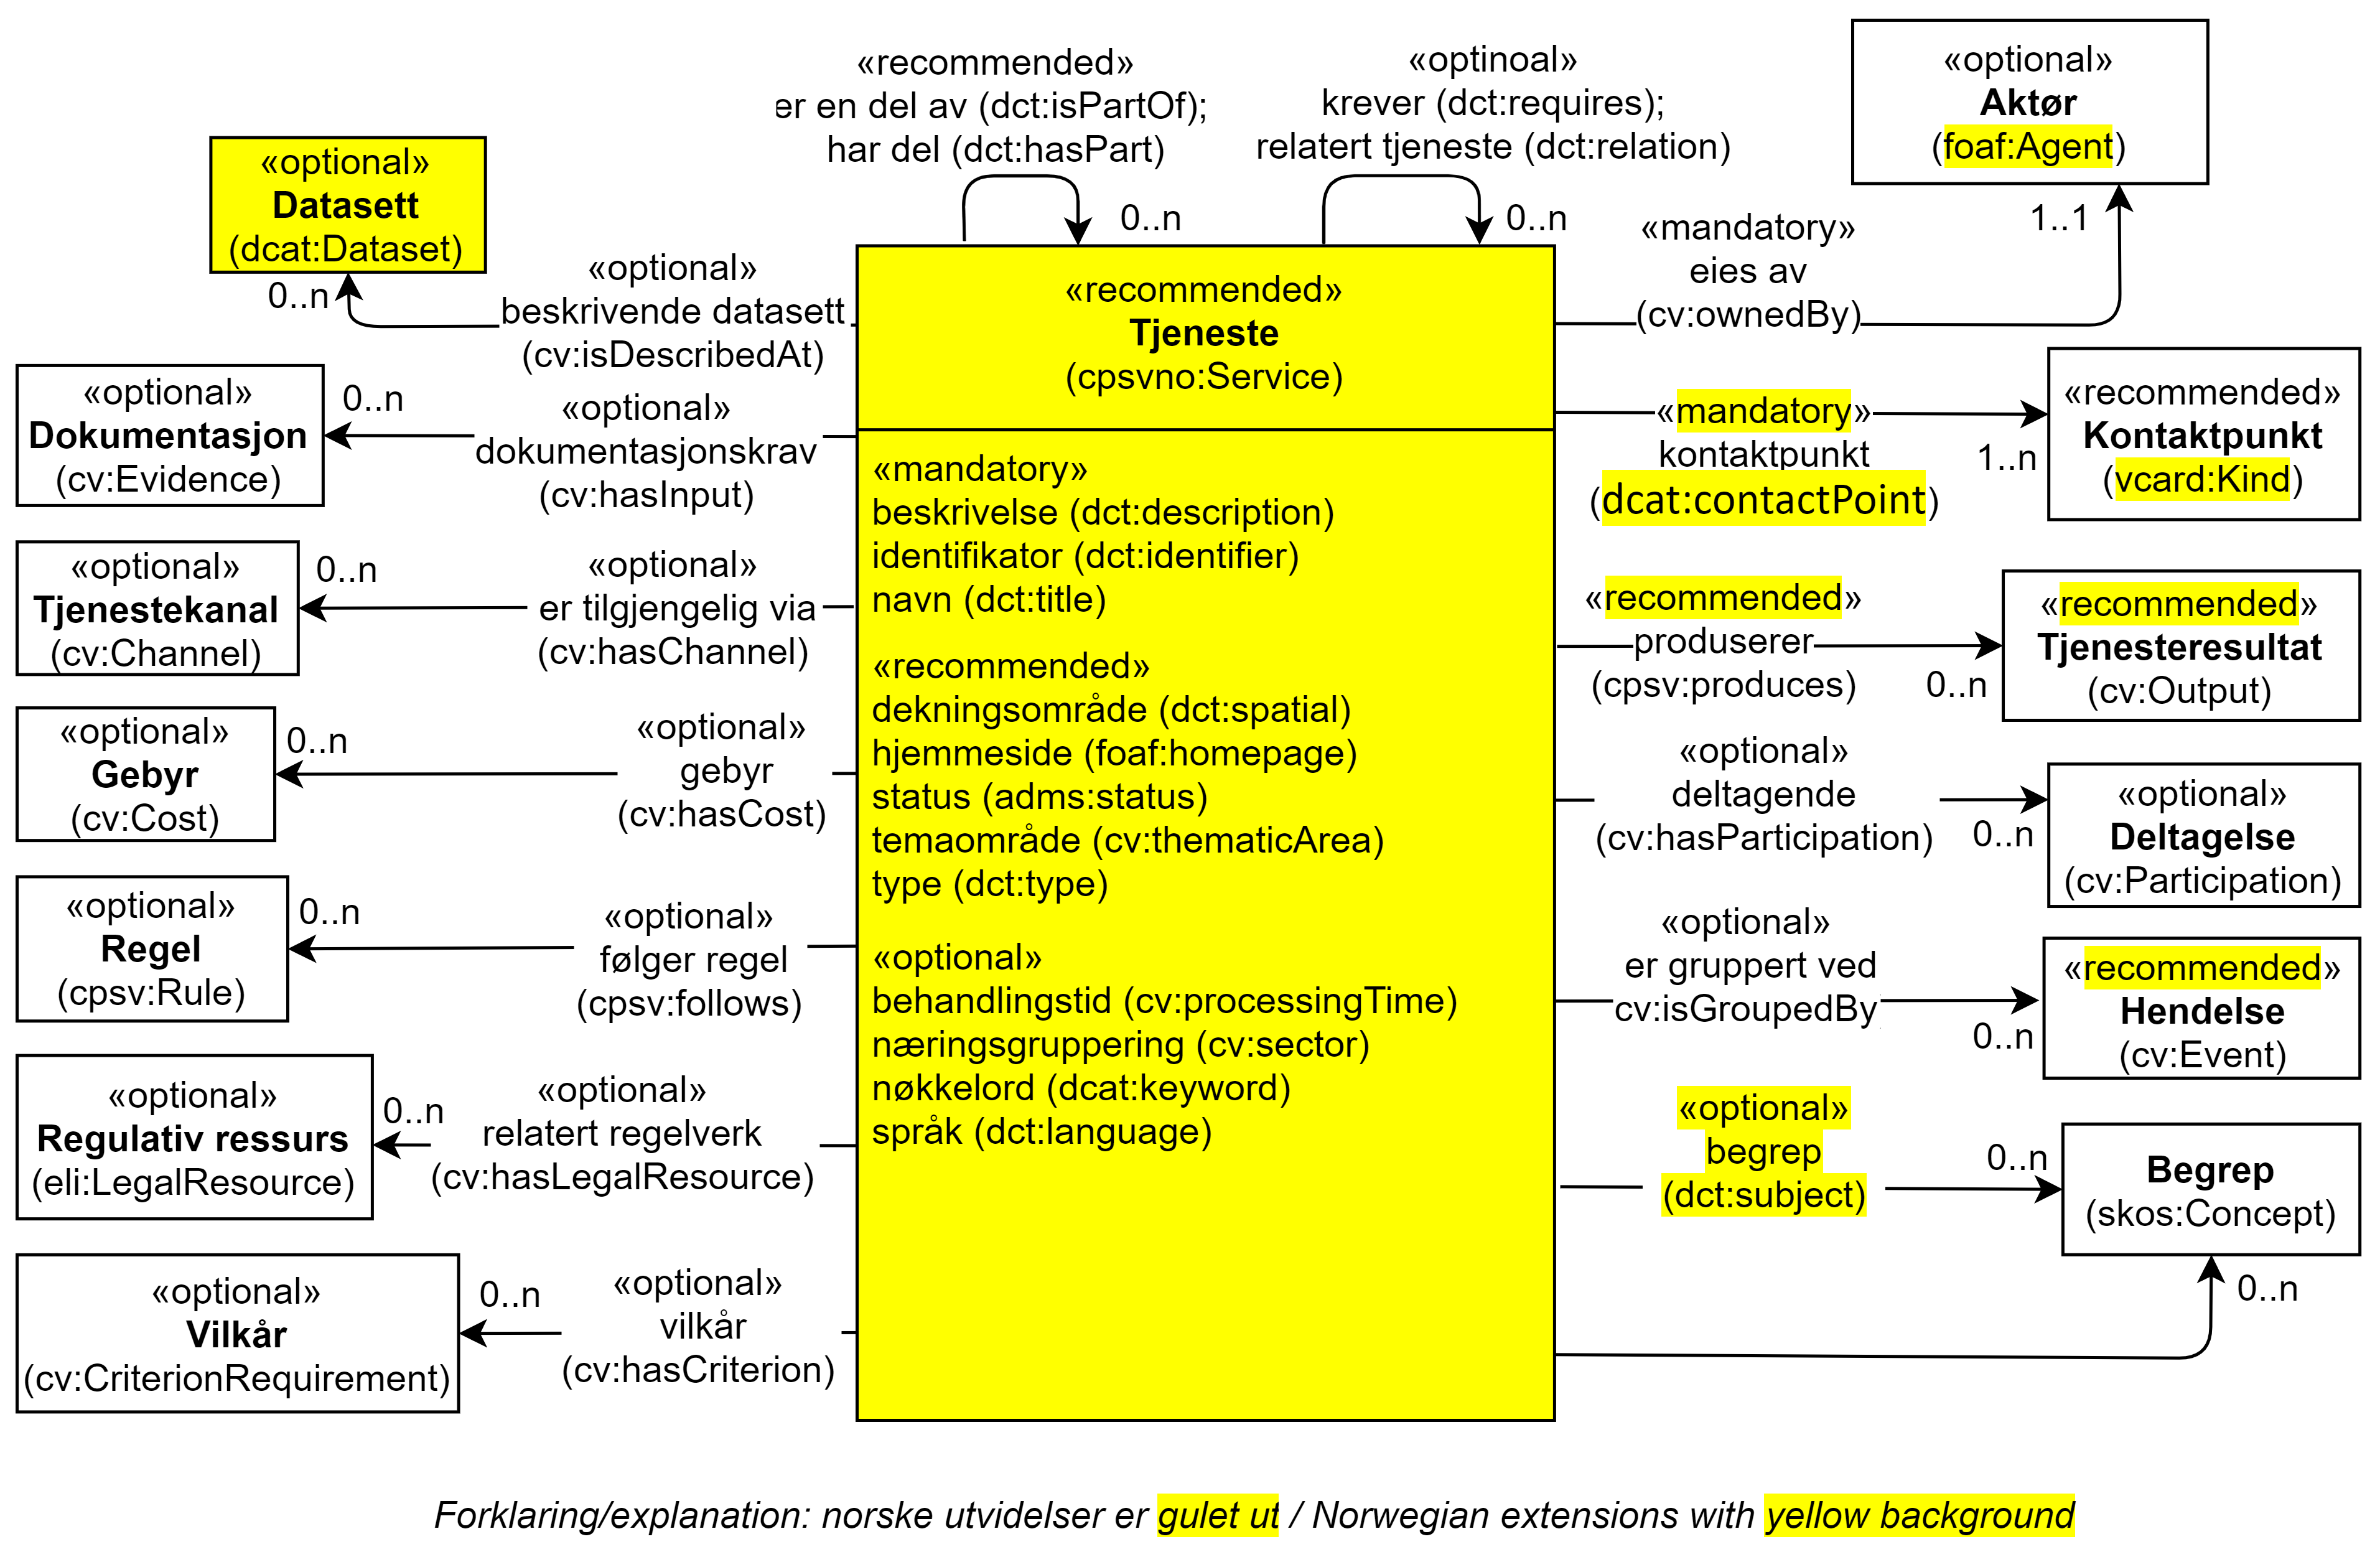 «recommended»
er en del av (dct:isPartOf);
har del (dct:hasPart)
0..n
«optinoal»
krever (dct:requires);
relatert tjeneste (dct:relation)
0..n
«optional»
Aktør
(foaf:Agent)
1..1
«mandatory»
eies av
(cv:ownedBy)
«optional»
Datasett
(dcat:Dataset)
0..n
«optional»
beskrivende datasett
(cv:isDescribedAt)
«recommended»
Tjeneste
(cpsvno:Service)
«mandatory»
beskrivelse (dct:description)
identifikator (dct:identifier)
navn (dct:title)
«recommended»
dekningsområde (dct:spatial)
hjemmeside (foaf:homepage)
status (adms:status)
temaområde (cv:thematicArea)
type (dct:type)
«optional»
behandlingstid (cv:processingTime)
næringsgruppering (cv:sector)
nøkkelord (dcat:keyword)
språk (dct:language)
«optional»
Dokumentasjon
(cv:Evidence)
0..n
«optional»
dokumentasjonskrav
(cv:hasInput)
«optional»
Tjenestekanal
(cv:Channel)
0..n
«optional»
er tilgjengelig via
(cv:hasChannel)
«optional»
Gebyr
(cv:Cost)
0..n
«optional»
gebyr
(cv:hasCost)
«optional»
Regel
(cpsv:Rule)
0..n
«optional»
følger regel
(cpsv:follows)
«optional»
Regulativ ressurs
(eli:LegalResource)
0..n
«optional»
relatert regelverk
(cv:hasLegalResource)
«optional»
Vilkår
(cv:CriterionRequirement)
0..n
«optional»
vilkår
(cv:hasCriterion)
«mandatory»
kontaktpunkt
(dcat:contactPoint)
1..n
«recommended»
Kontaktpunkt
(vcard:Kind)
«recommended»
produserer
(cpsv:produces)
0..n
«recommended»
Tjenesteresultat
(cv:Output)
«optional»
deltagende
(cv:hasParticipation)
0..n
«optional»
Deltagelse
(cv:Participation)
«optional»
er gruppert ved
cv:isGroupedBy
0..n
«recommended»
Hendelse
(cv:Event)
«optional»
begrep
(dct:subject)
0..n
Begrep
(skos:Concept)
0..n
Forklaring/explanation: norske utvidelser er gulet ut / Norwegian extensions with yellow background